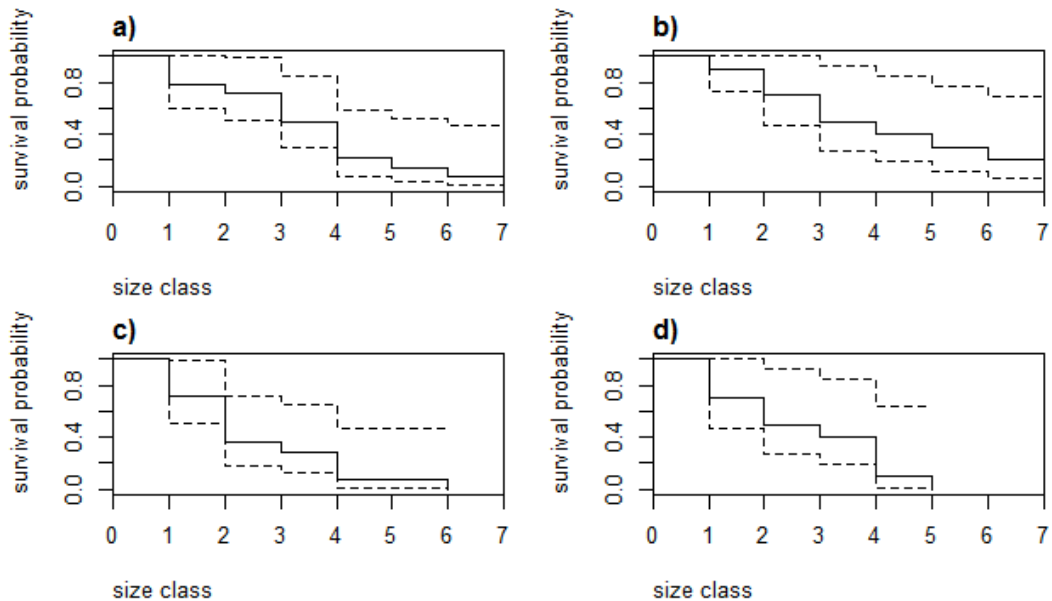 a)
survival probability
0.8
0.4
0.0
0 1 2 3 4 5 6 7
size class
b)
survival probability
0.8
0.4
0.0
0 1 2 3 4 5 6 7
size class
c)
survival probability
0.8
0.4
0.0
0 1 2 3 4 5 6 7
size class
d)
survival probability
0.8
0.4
0.0
0 1 2 3 4 5 6 7
size class